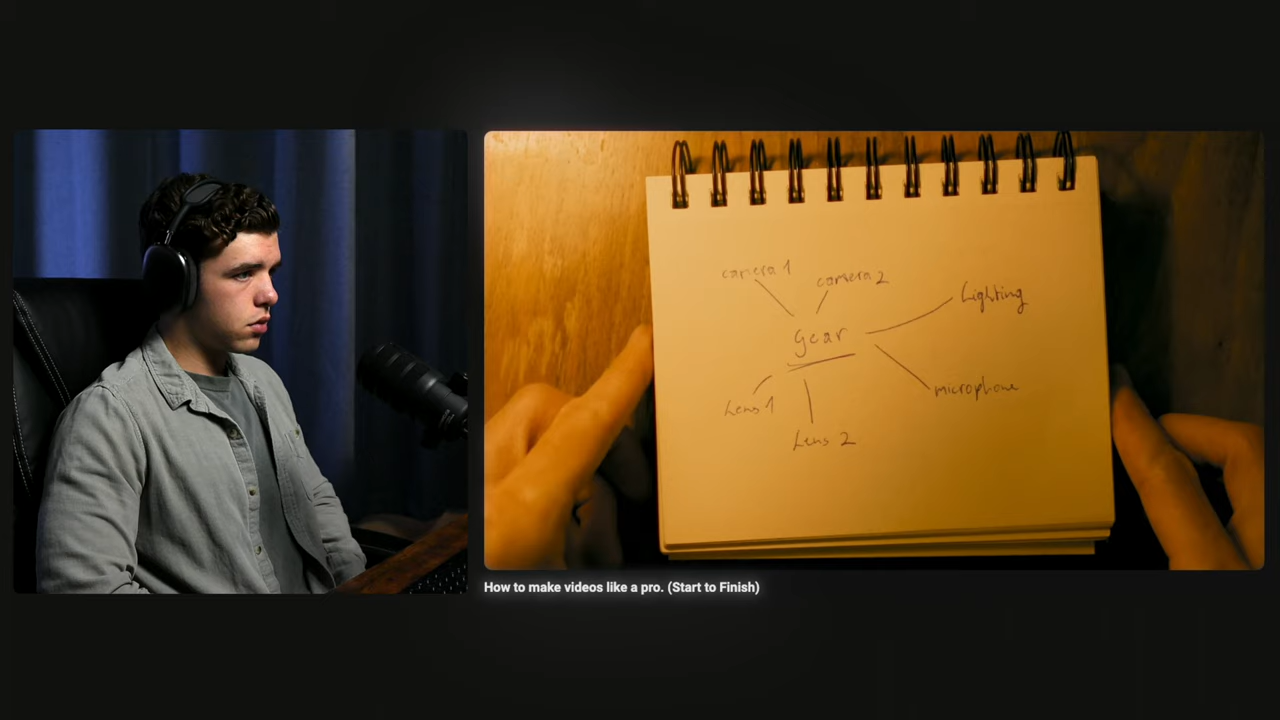 camera 1
camera 2
Lighting
gear
microphone
Lens 1
Lens 2
How to make videos like a pro. (Start to Finish)